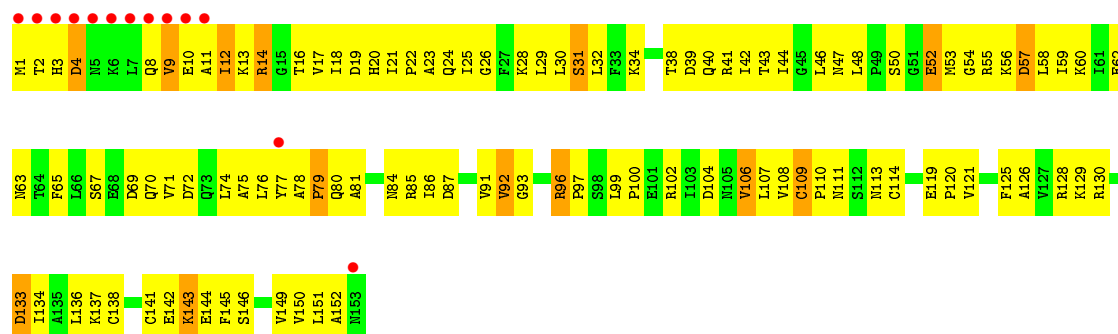 M1 T2 H3 D4 N5 K6 L7 Q8 V9 E10 A11 I12 K13 R14 G15 T16 V17 I18 D19 H20 I21 P22 A23 Q24 I25 G26 F27 K28 L29 L30 S31 L32 F33 K34 T38 D39 Q40 R41 I42 T43 I44 G45 L46 N47 L48 P49 S50 G51 E52 M53 G54 R55 K56 D57 L58 I59 K60 I61 E62
N63 T64 F65 L66 S67 E68 D69 Q70 V71 D72 Q73 L74 A75 L76 Y77 A78 P79 Q80 A81 N84 R85 I86 D87 V91 V92 G93 R96 P97 S98 L99 P100 E101 R102 I103 D104 N105 V106 L107 V108 C109 P110 N111 S112 N113 C114 E119 P120 V121 F125 A126 V127 R128 K129 R130
D133 I134 A135 L136 K137 C138 C141 E142 K143 E144 F145 S146 V149 V150 L151 A152 N153